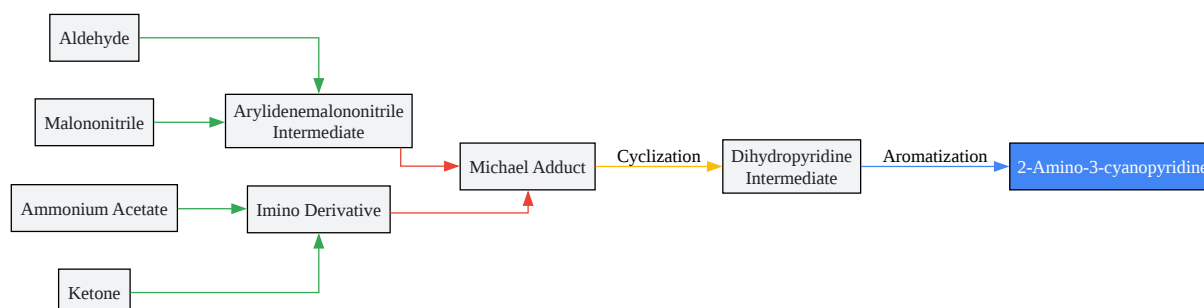 Aldehyde
Malononitrile
Arylidenemalononitrile
Intermediate
Ammonium Acetate
Imino Derivative
Ketone
Michael Adduct
Cyclization
Dihydropyridine
Intermediate
Aromatization
2-Amino-3-cyanopyridine